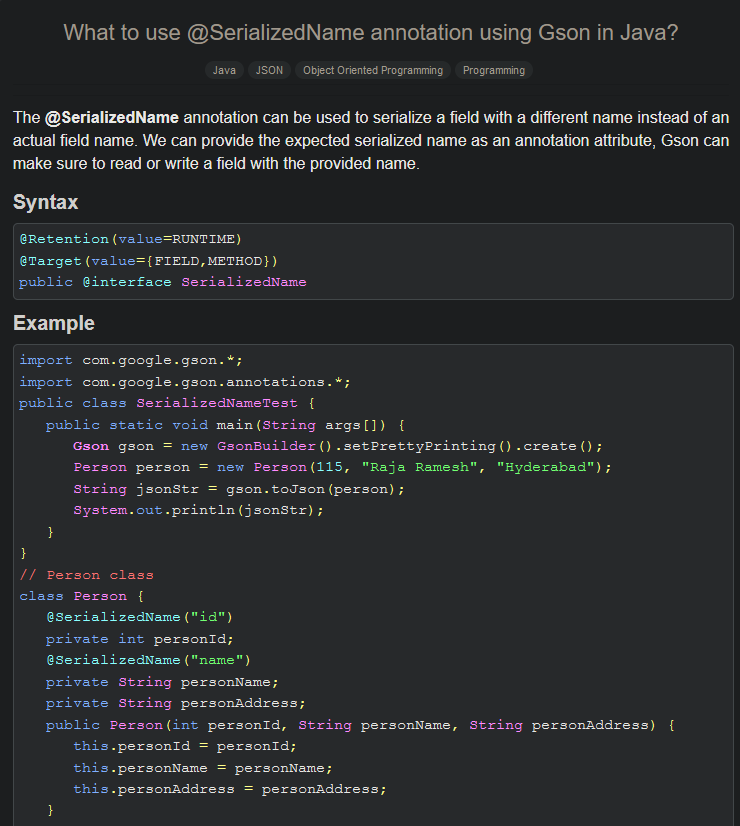 What to use @SerializedName annotation using Gson in Java?
Java JSON Object Oriented Programming Programming
The @SerializedName annotation can be used to serialize a field with a different name instead of an
actual field name. We can provide the expected serialized name as an annotation attribute, Gson can
make sure to read or write a field with the provided name.
Syntax
@Retention(value=RUNTIME)
@Target(value={FIELD,METHOD})
public @interface SerializedName
Example
import com.google.gson.*;
import com.google.gson.annotations.*;
public class SerializedNameTest {
   public static void main(String args[]) {
      Gson gson = new GsonBuilder().setPrettyPrinting().create();
      Person person = new Person(115, "Raja Ramesh", "Hyderabad");
      String jsonStr = gson.toJson(person);
      System.out.println(jsonStr);
   }
}
// Person class
class Person {
   @SerializedName("id")
   private int personId;
   @SerializedName("name")
   private String personName;
   private String personAddress;
   public Person(int personId, String personName, String personAddress) {
      this.personId = personId;
      this.personName = personName;
      this.personAddress = personAddress;
   }